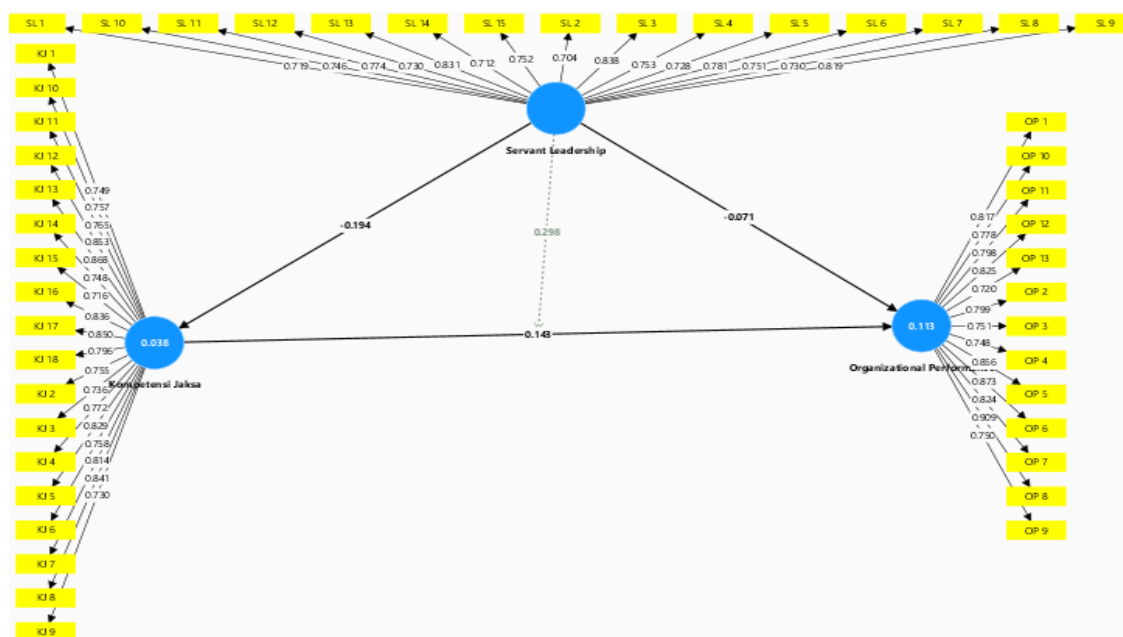 SL 1 SL 10 SL 11 SL 12 SL 13 SL 14 SL 15 SL 2 SL 3 SL 4 SL 5 SL 6 SL 7 SL 8 SL 9
0.719 0.746 0.774 0.730 0.831 0.712 0.752 0.704 0.838 0.753 0.728 0.781 0.751 0.730 0.819
Servant Leadership
-0.194
-0.071
0.298
0.143
KJ 1
KJ 10
KJ 11
KJ 12
KJ 13
KJ 14
KJ 15
KJ 16
KJ 17
KJ 18
KJ 2
KJ 3
KJ 4
KJ 5
KJ 6
KJ 7
KJ 8
KJ 9
0.749
0.757
0.765
0.853
0.868
0.748
0.716
0.836
0.850
0.796
0.755
0.736
0.772
0.829
0.758
0.814
0.841
0.730
0.038
Kompetensi Jaksa
0.113
Organizational Perform...
0.817
0.778
0.798
0.825
0.720
0.799
0.751
0.748
0.856
0.873
0.824
0.909
0.750
OP 1
OP 10
OP 11
OP 12
OP 13
OP 2
OP 3
OP 4
OP 5
OP 6
OP 7
OP 8
OP 9